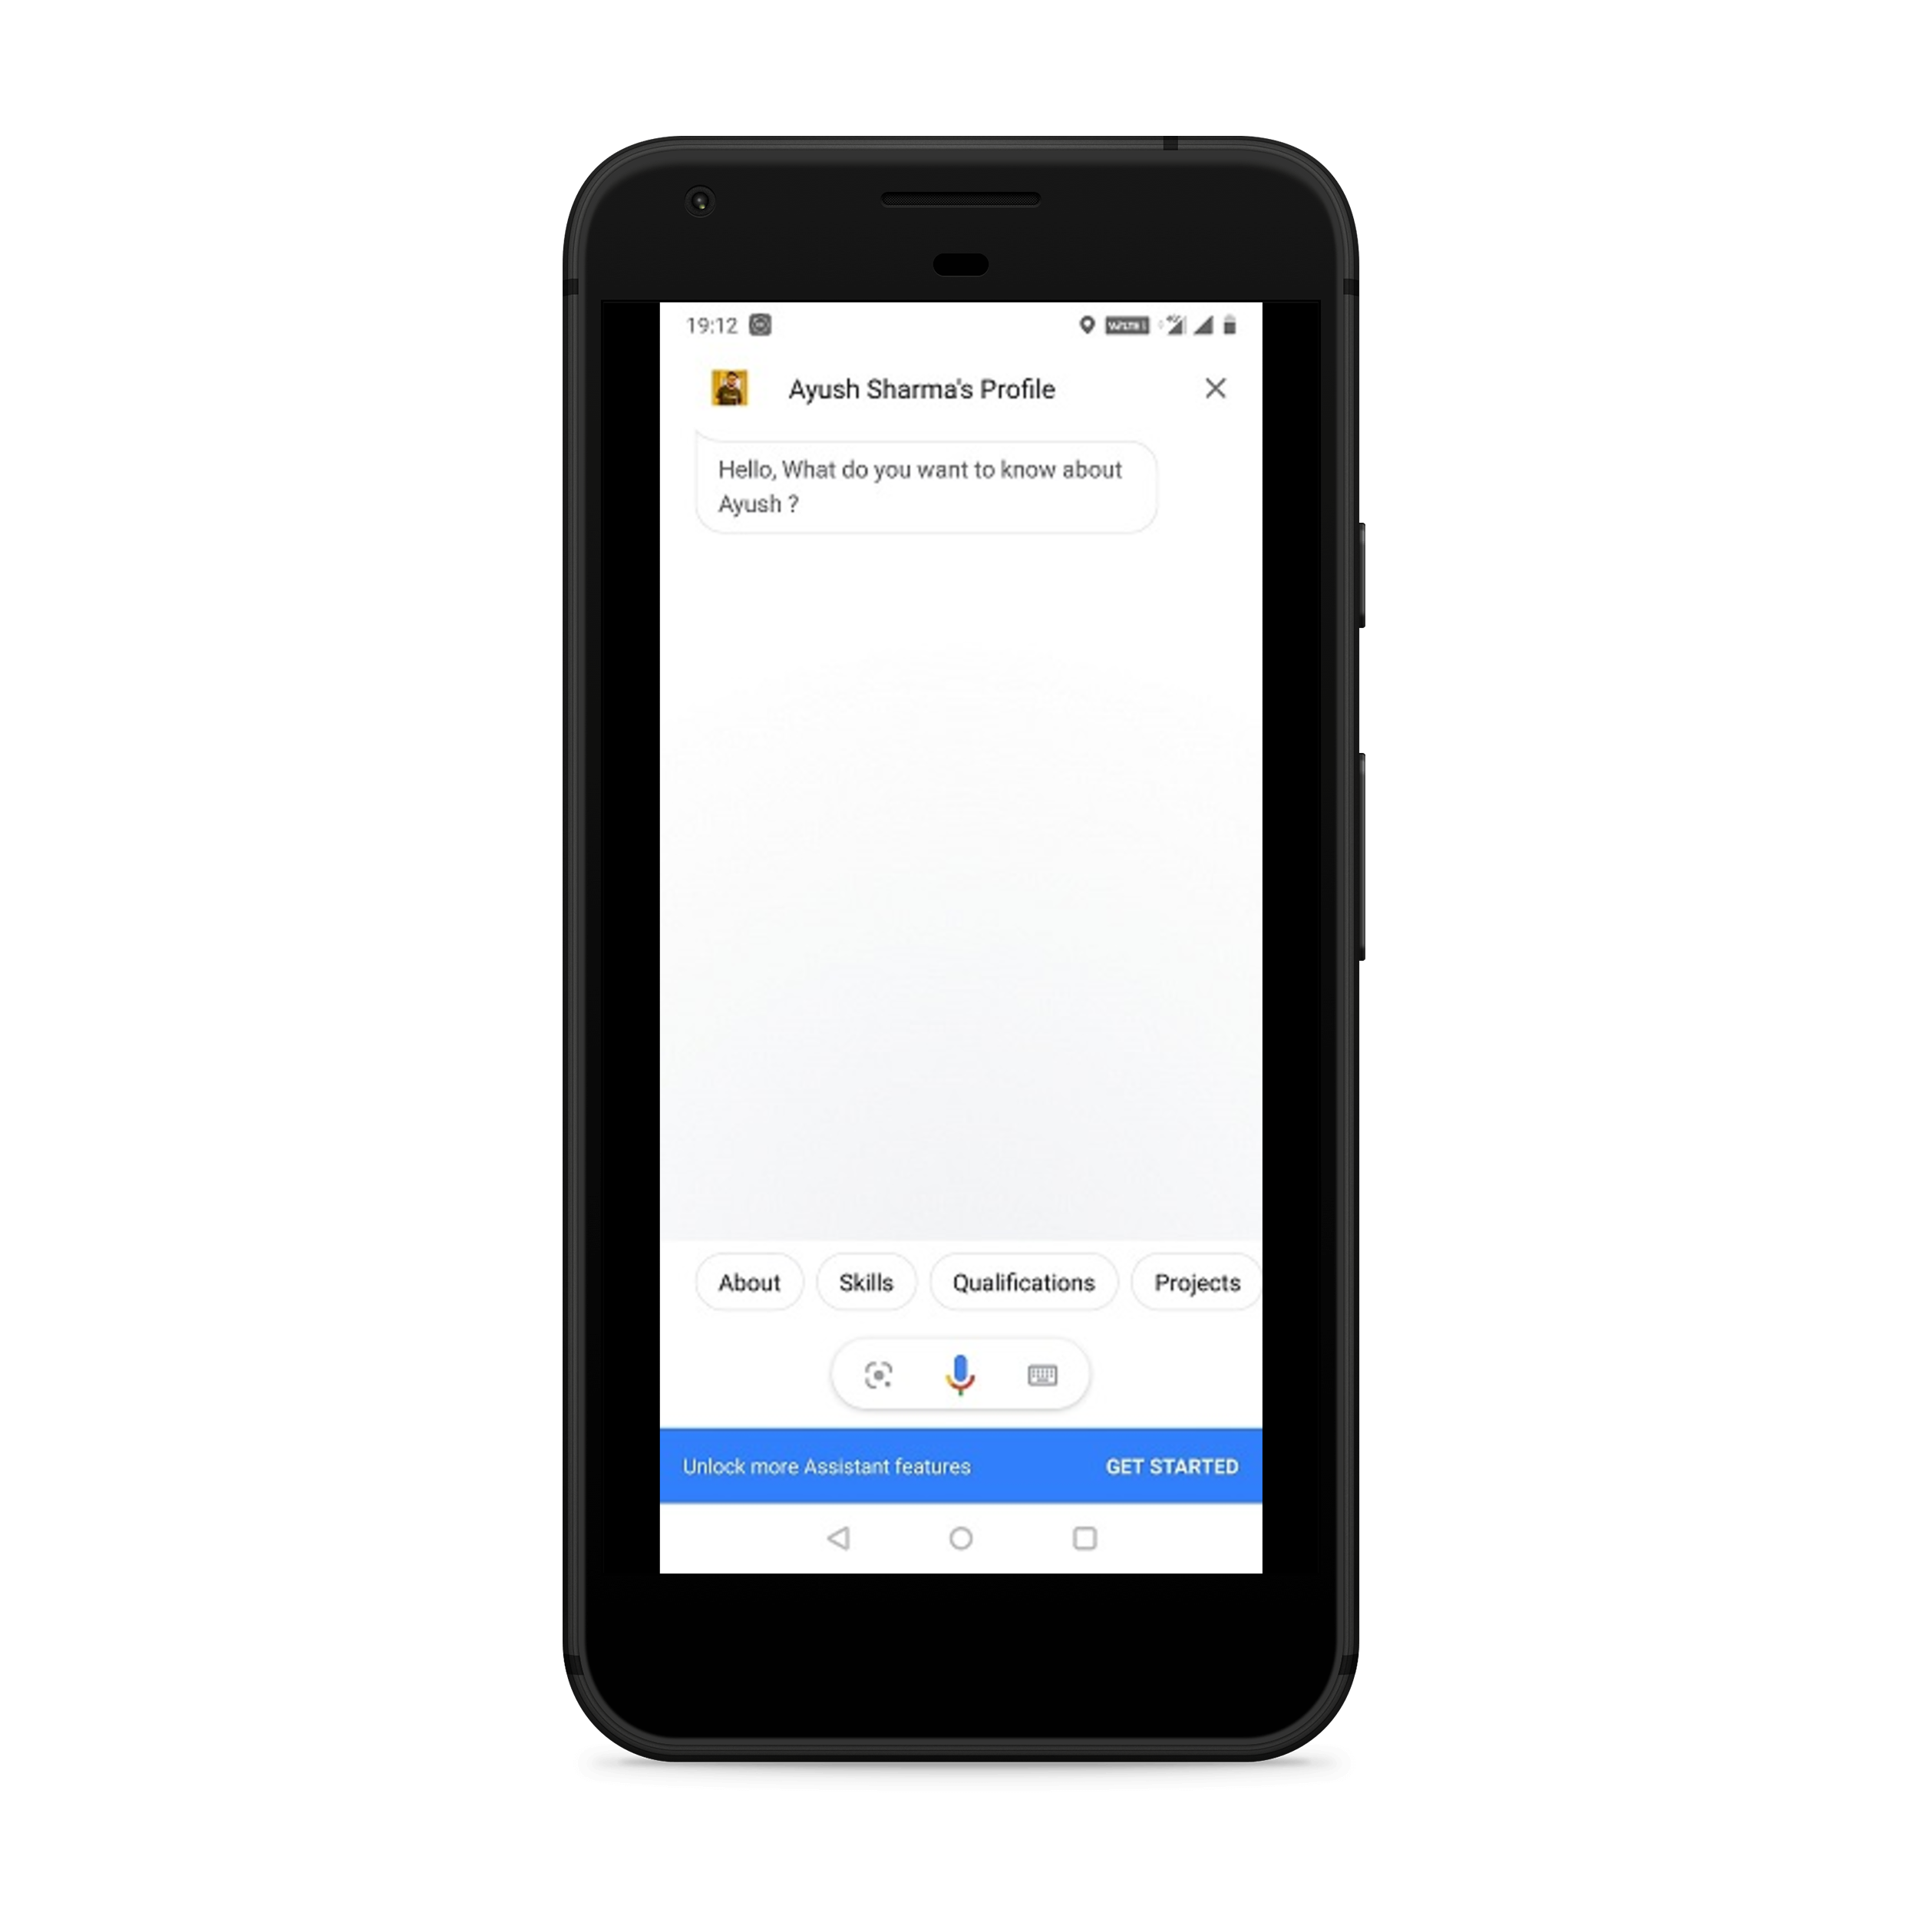 19:12
Ayush Sharma's Profile
Hello, What do you want to know about
Ayush ?
About Skills Qualifications Projects
Unlock more Assistant features GET STARTED